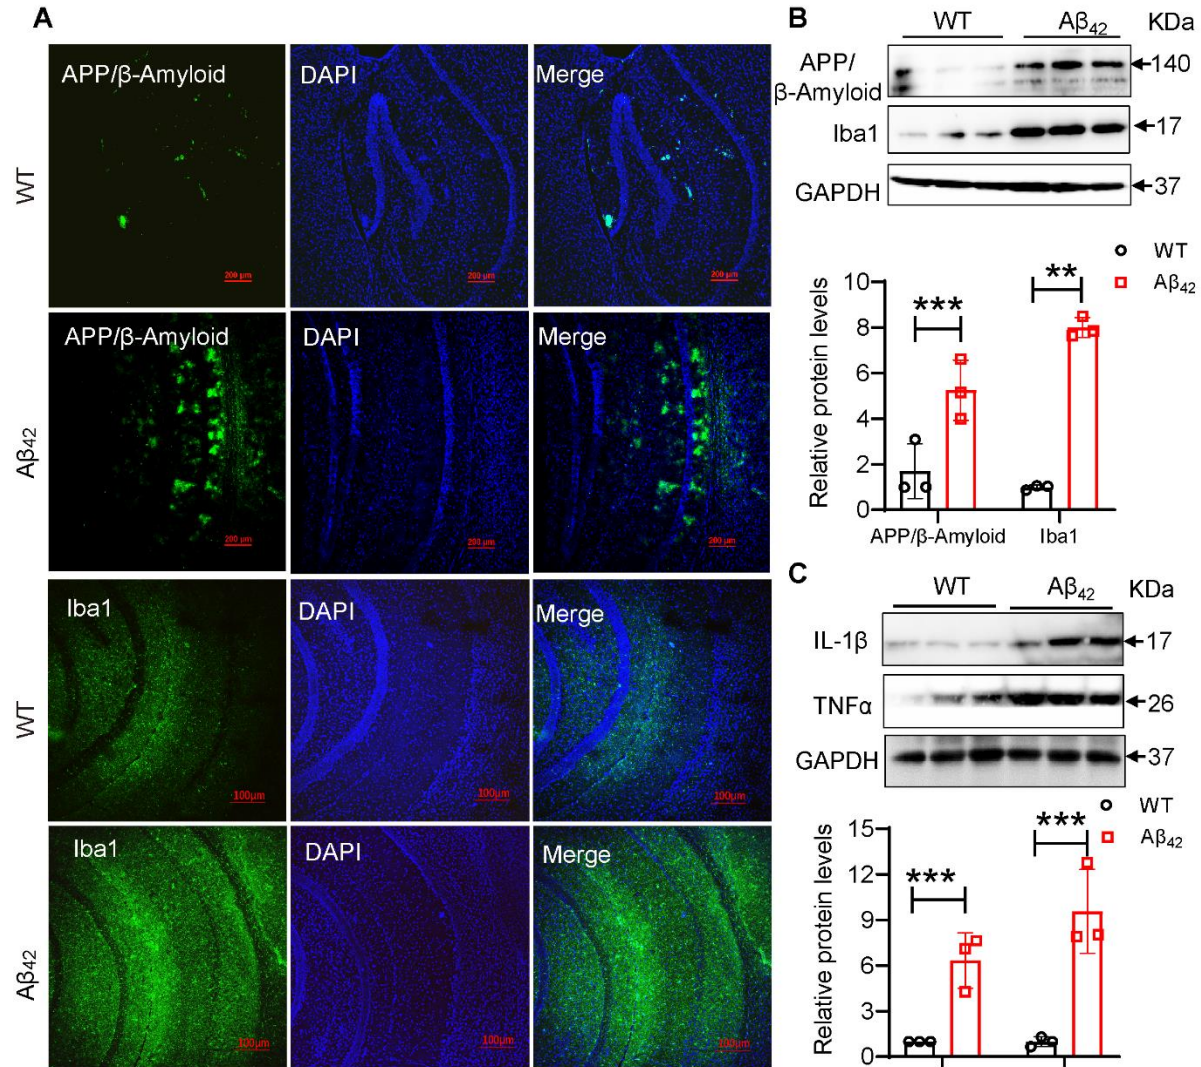 A
APP/β-Amyloid DAPI Merge
WT
200 μm 200 μm 200 μm
APP/β-Amyloid DAPI Merge
Aβ42
200 μm 200 μm 200 μm
Iba1 DAPI Merge
WT
100μm 100μm 100μm
Iba1 DAPI Merge
Aβ42
100μm 100μm 100μm
B
WT Aβ42 KDa
APP/
β-Amyloid 140
Iba1 17
GAPDH 37
WT
Aβ42
Relative protein levels
10
8
6
4
2
0
*** **
APP/β-Amyloid Iba1
C
WT Aβ42 KDa
IL-1β 17
TNFα 26
GAPDH 37
WT
Aβ42
Relative protein levels
15
12
9
6
3
0
*** ***